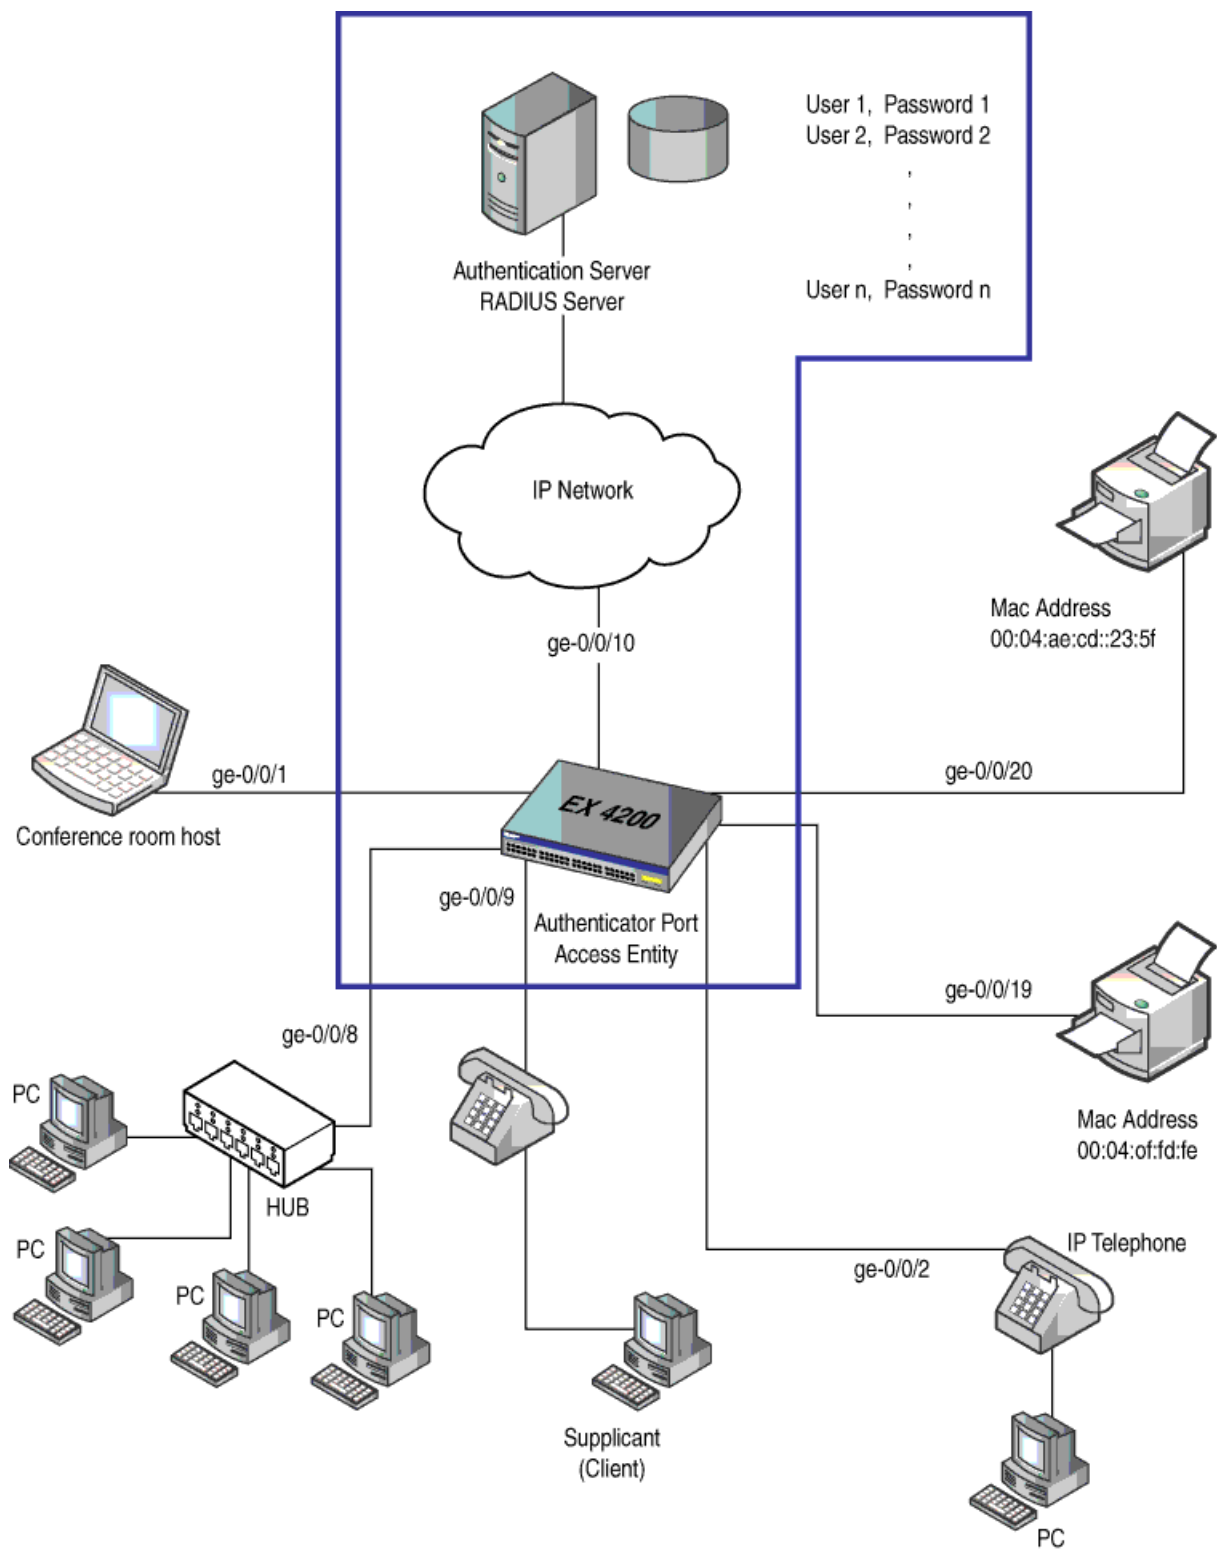 User 1, Password 1
User 2, Password 2
,
,
,
,
User n, Password n
Authentication Server
RADIUS Server
IP Network
ge-0/0/10
Mac Address
00:04:ae:cd::23:5f
ge-0/0/1
ge-0/0/20
Conference room host
EX 4200
ge-0/0/9
Authenticator Port
Access Entity
ge-0/0/19
ge-0/0/8
PC
HUB
Mac Address
00:04:of:fd:fe
PC
PC
PC
IP Telephone
ge-0/0/2
Supplicant
(Client)
PC